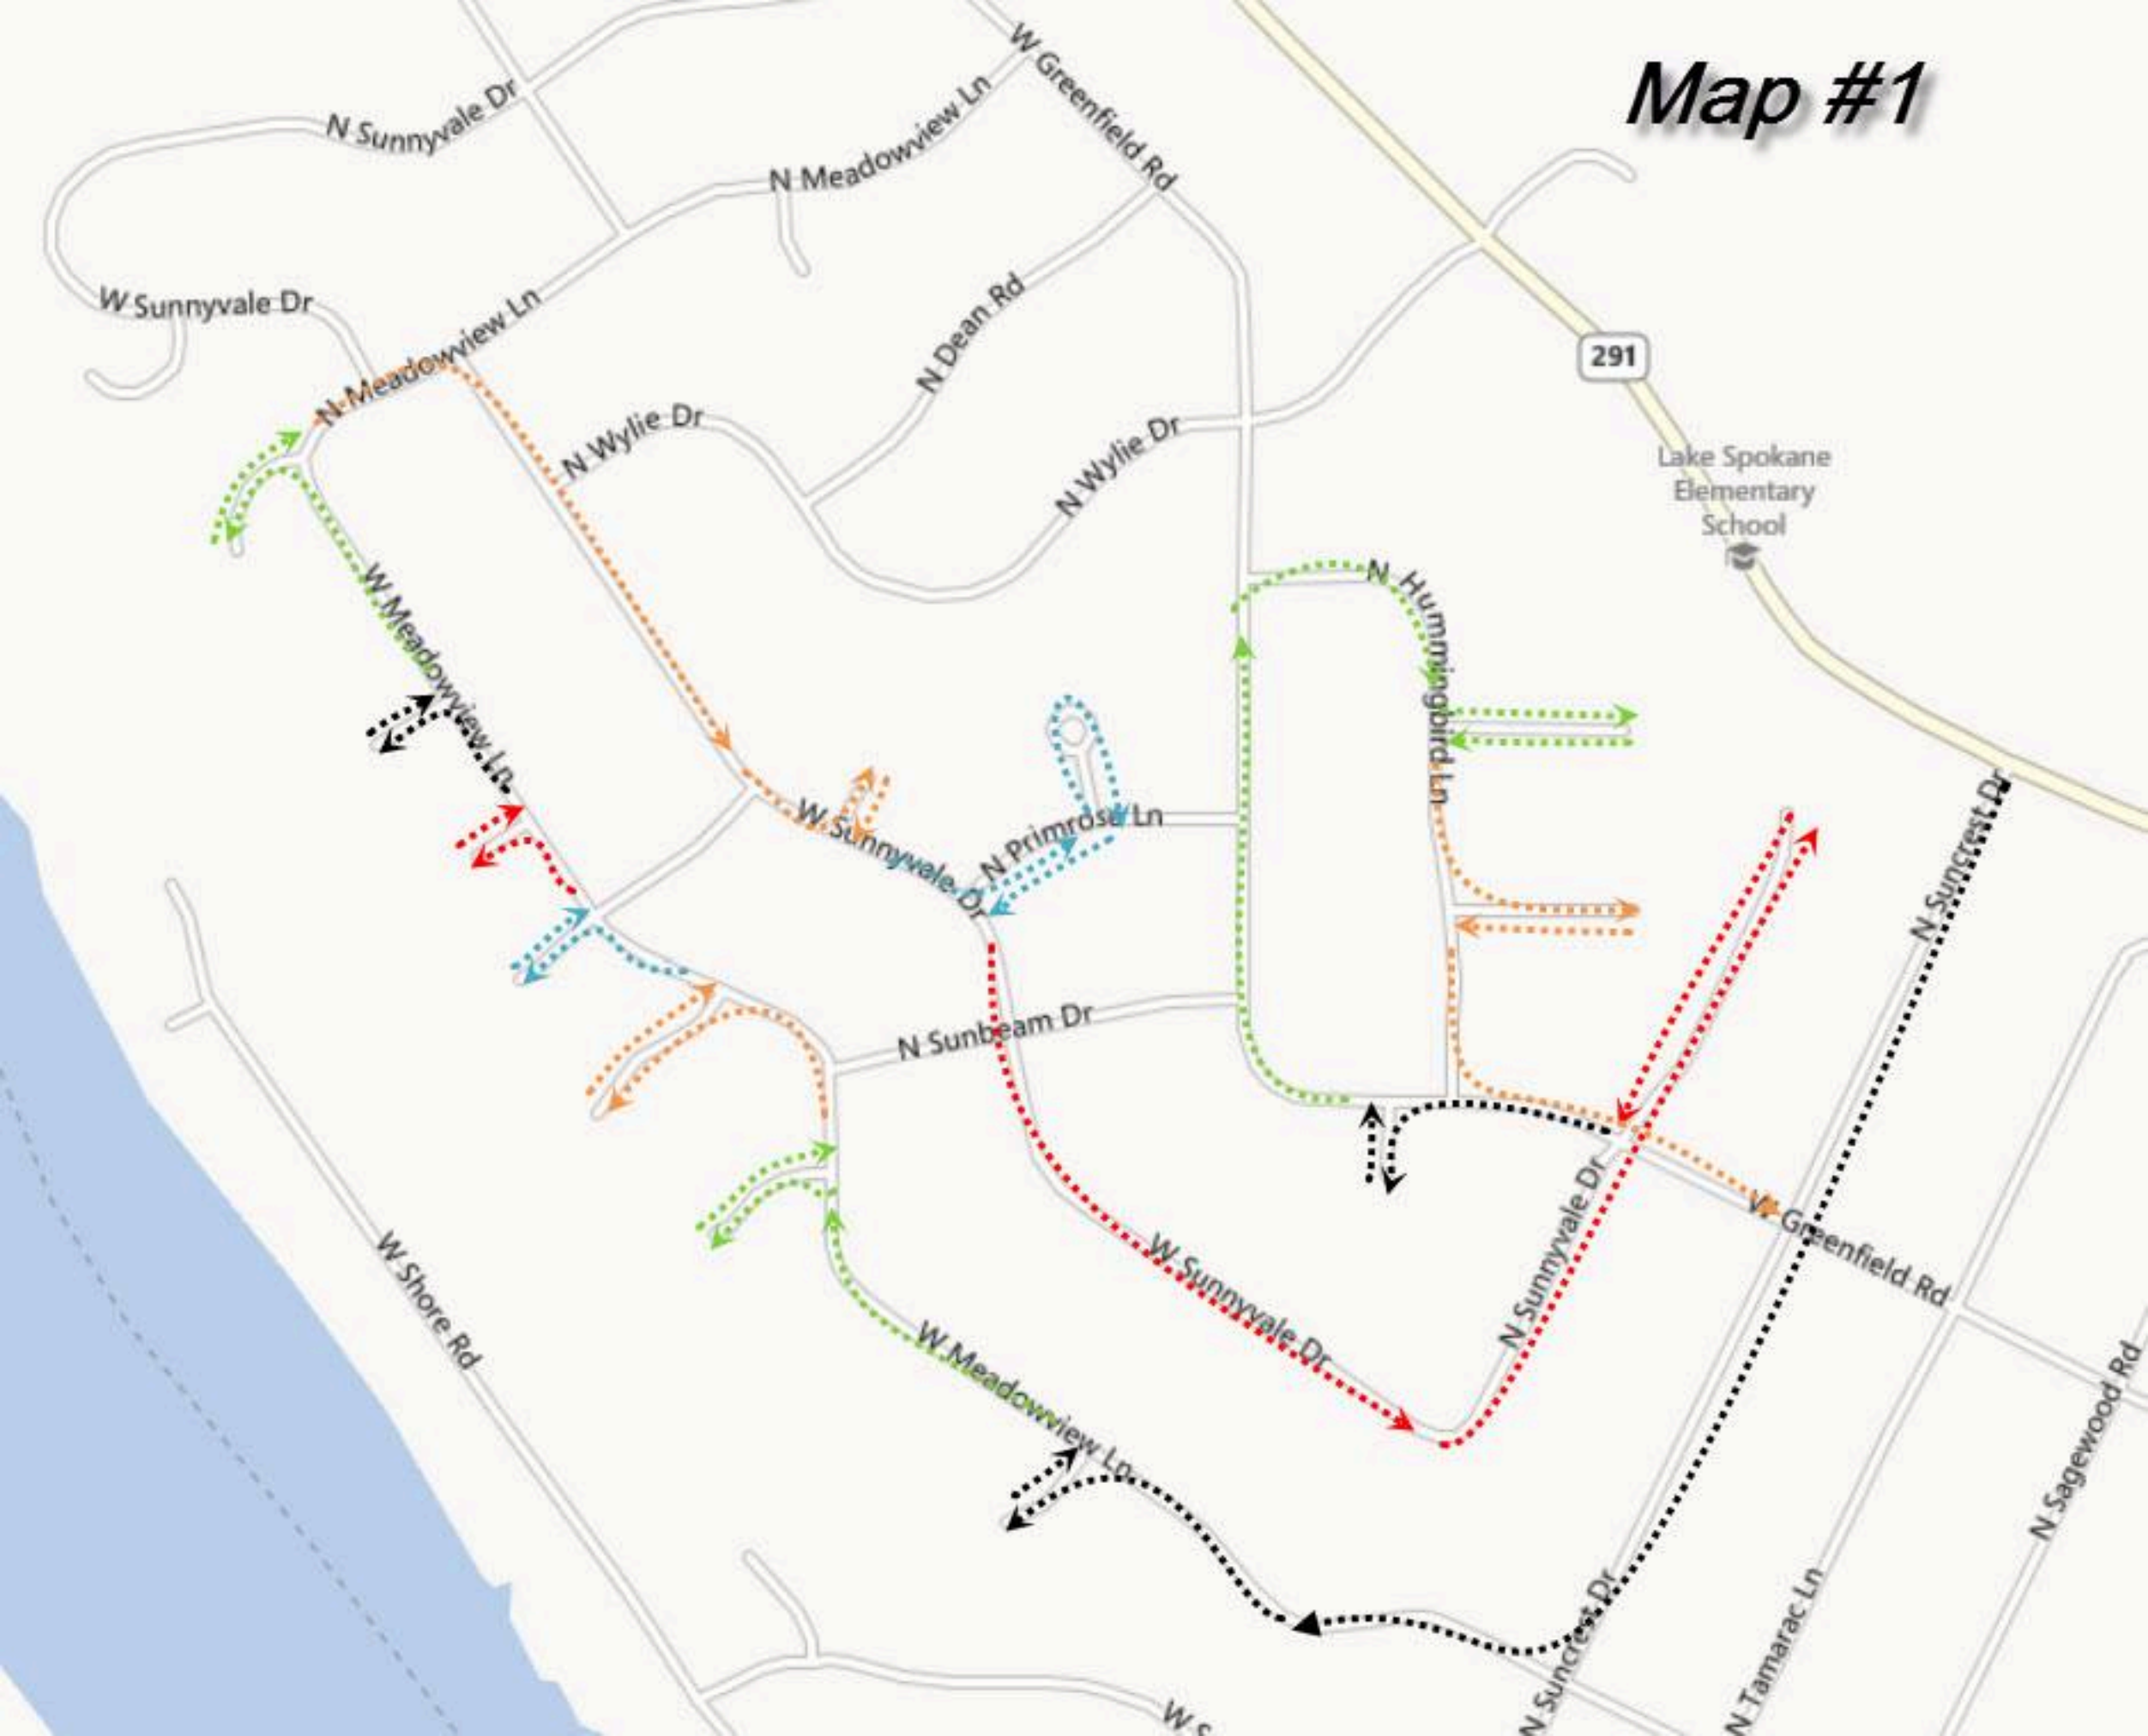 Map #1
W Greenfield Rd
N Sunnyvale Dr
N Meadowview Ln
W Sunnyvale Dr
N Meadowview Ln
N Dean Rd
291
N Wylie Dr
N Wylie Dr
Lake Spokane
Elementary
School
W Meadowview Ln
N Hummingbird Ln
N Suncrest Dr
W Sunnyvale Dr
N Primrose Ln
N Sunbeam Dr
W Shore Rd
W Sunnyvale Dr
N Sunnyvale Dr
W Greenfield Rd
W Meadowview Ln
N Sagewood Rd
N Suncrest Dr
N Tamarac Ln
W S